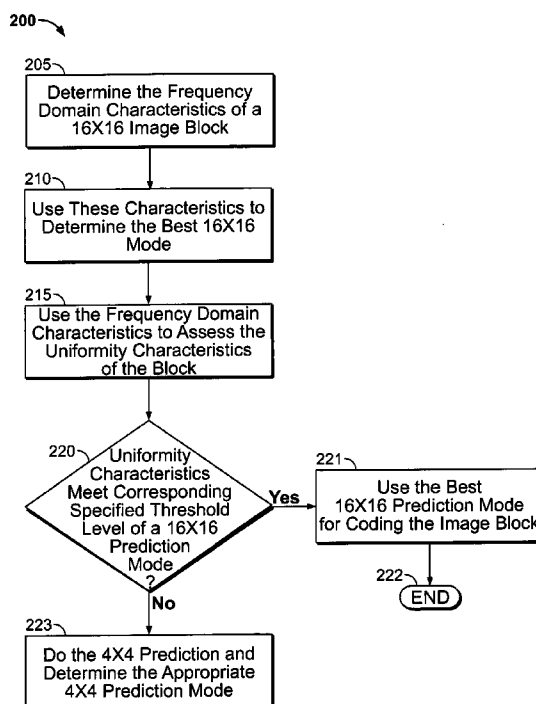 200
205
Determine the Frequency
Domain Characteristics of a
16X16 Image Block
210
Use These Characteristics to
Determine the Best 16X16
Mode
215
Use the Frequency Domain
Characteristics to Assess the
Uniformity Characteristics
of the Block
220
Uniformity
Characteristics
Meet Corresponding
Specified Threshold
Level of a 16X16
Prediction
Mode
?
Yes
221
Use the Best
16X16 Prediction Mode
for Coding the Image Block
222
END
No
223
Do the 4X4 Prediction and
Determine the Appropriate
4X4 Prediction Mode